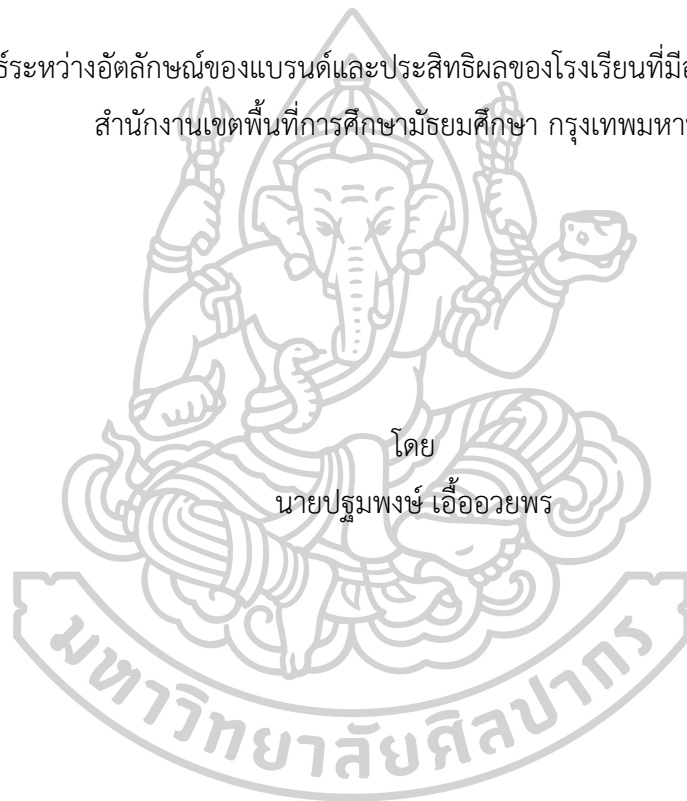 ระหว่างอัตลักษณ์ของแบรนด์และประสิทธิผลของโรงเรียนที่มี
สำนักงานเขตพื้นที่การศึกษามัธยมศึกษา กรุงเทพมหา
โดย
นายปฐมพงษ์ เอื้ออวยพร
มหาวิทยาลัยศิลปากร